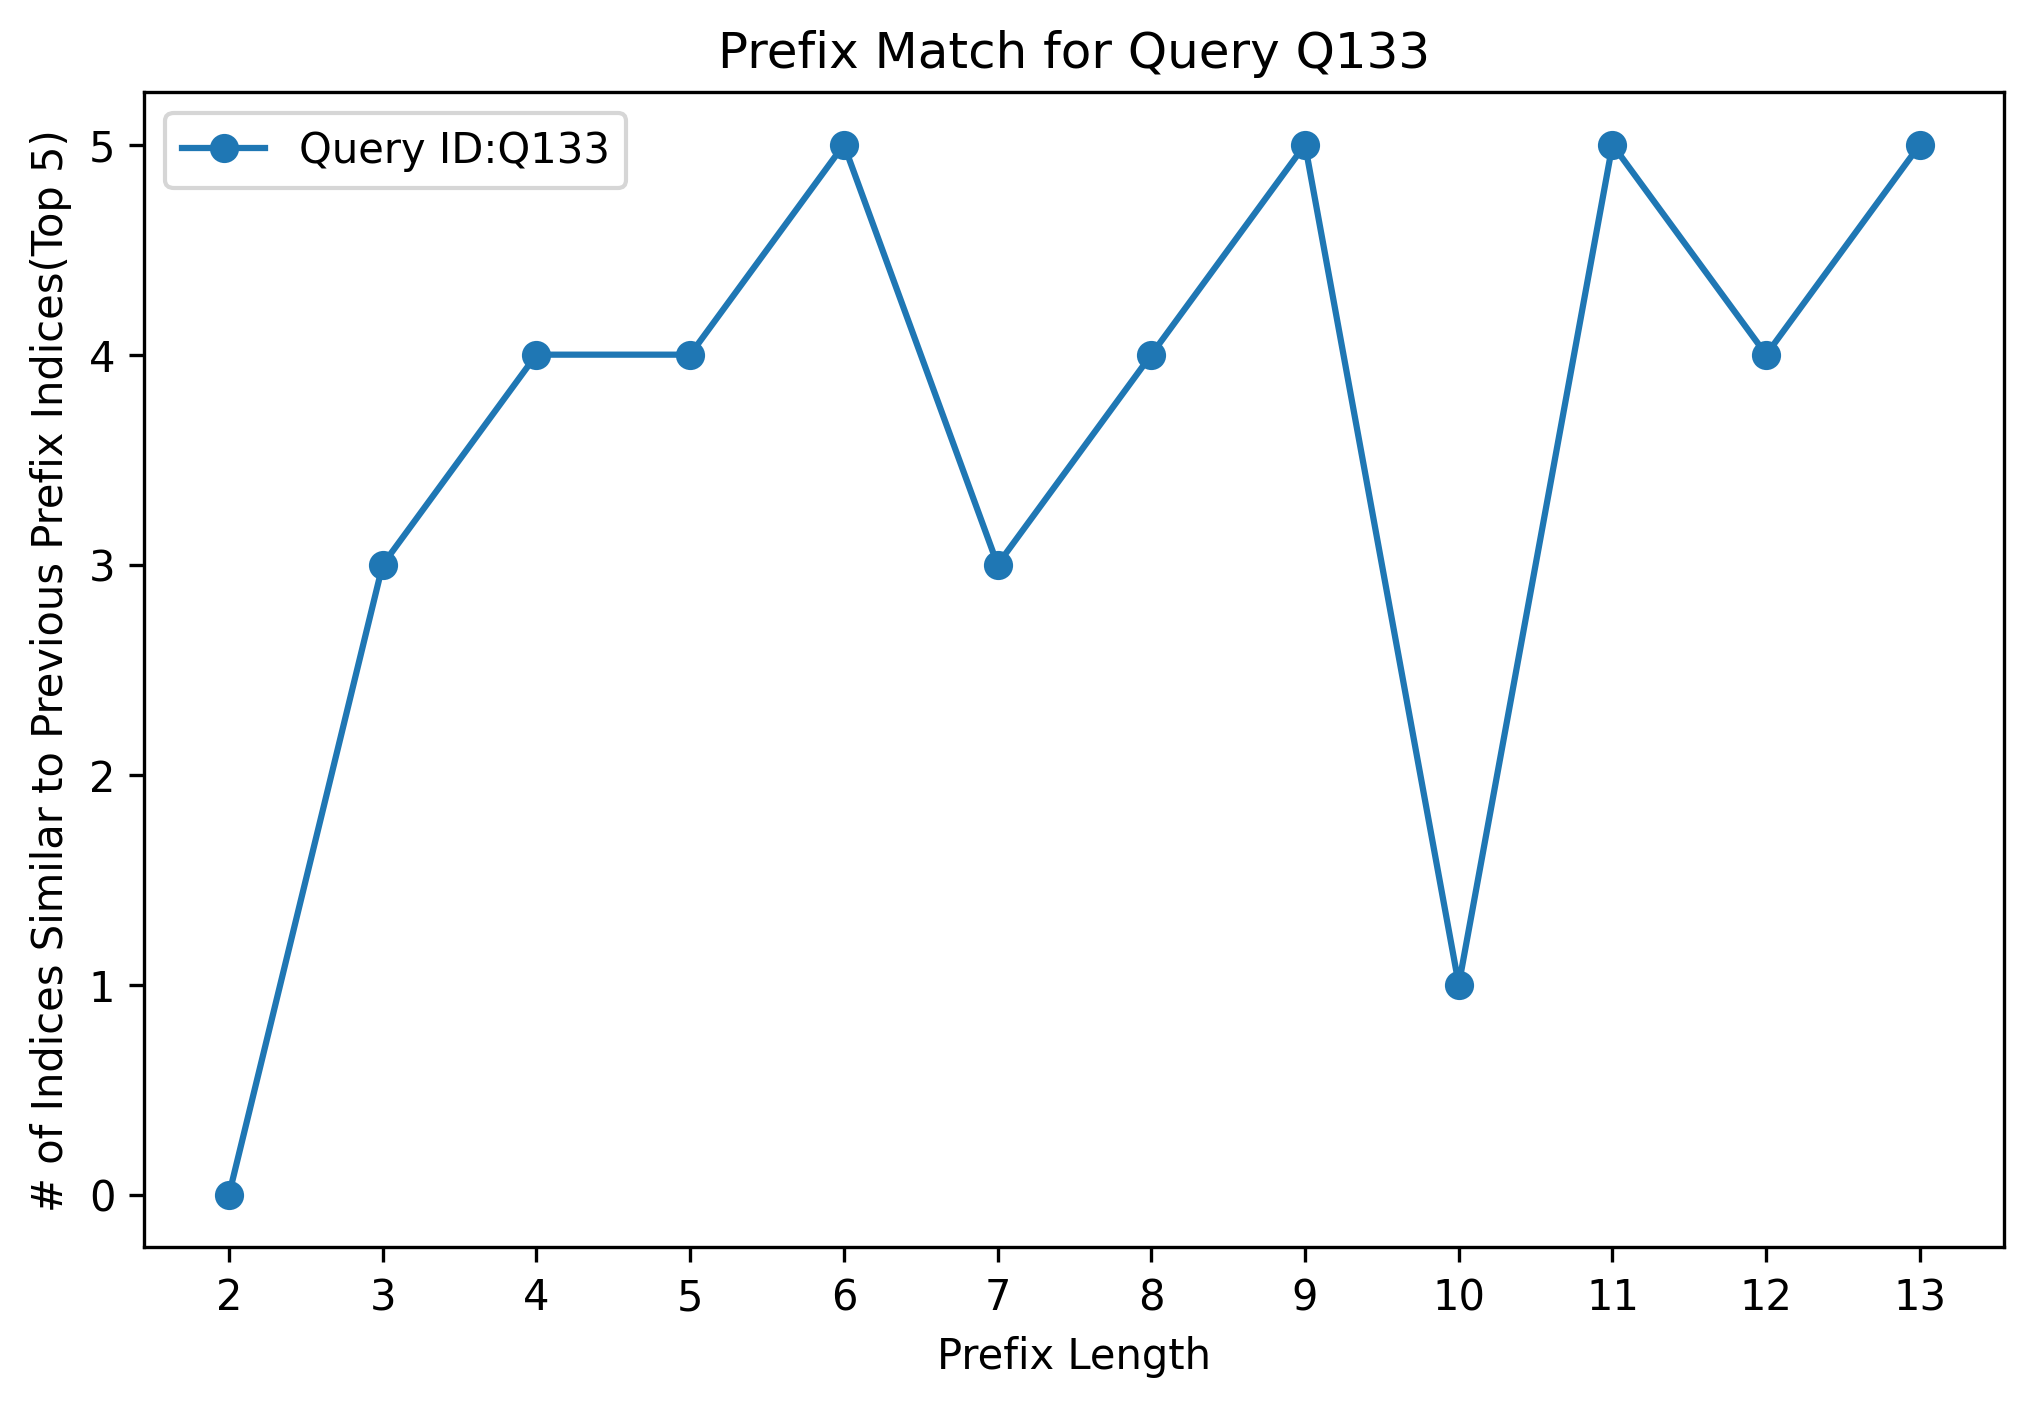 Prefix Match for Query Q133
Query ID:Q133
# of Indices Similar to Previous Prefix Indices(Top 5)
5
4
3
2
1
0
2 3 4 5 6 7 8 9 10 11 12 13
Prefix Length